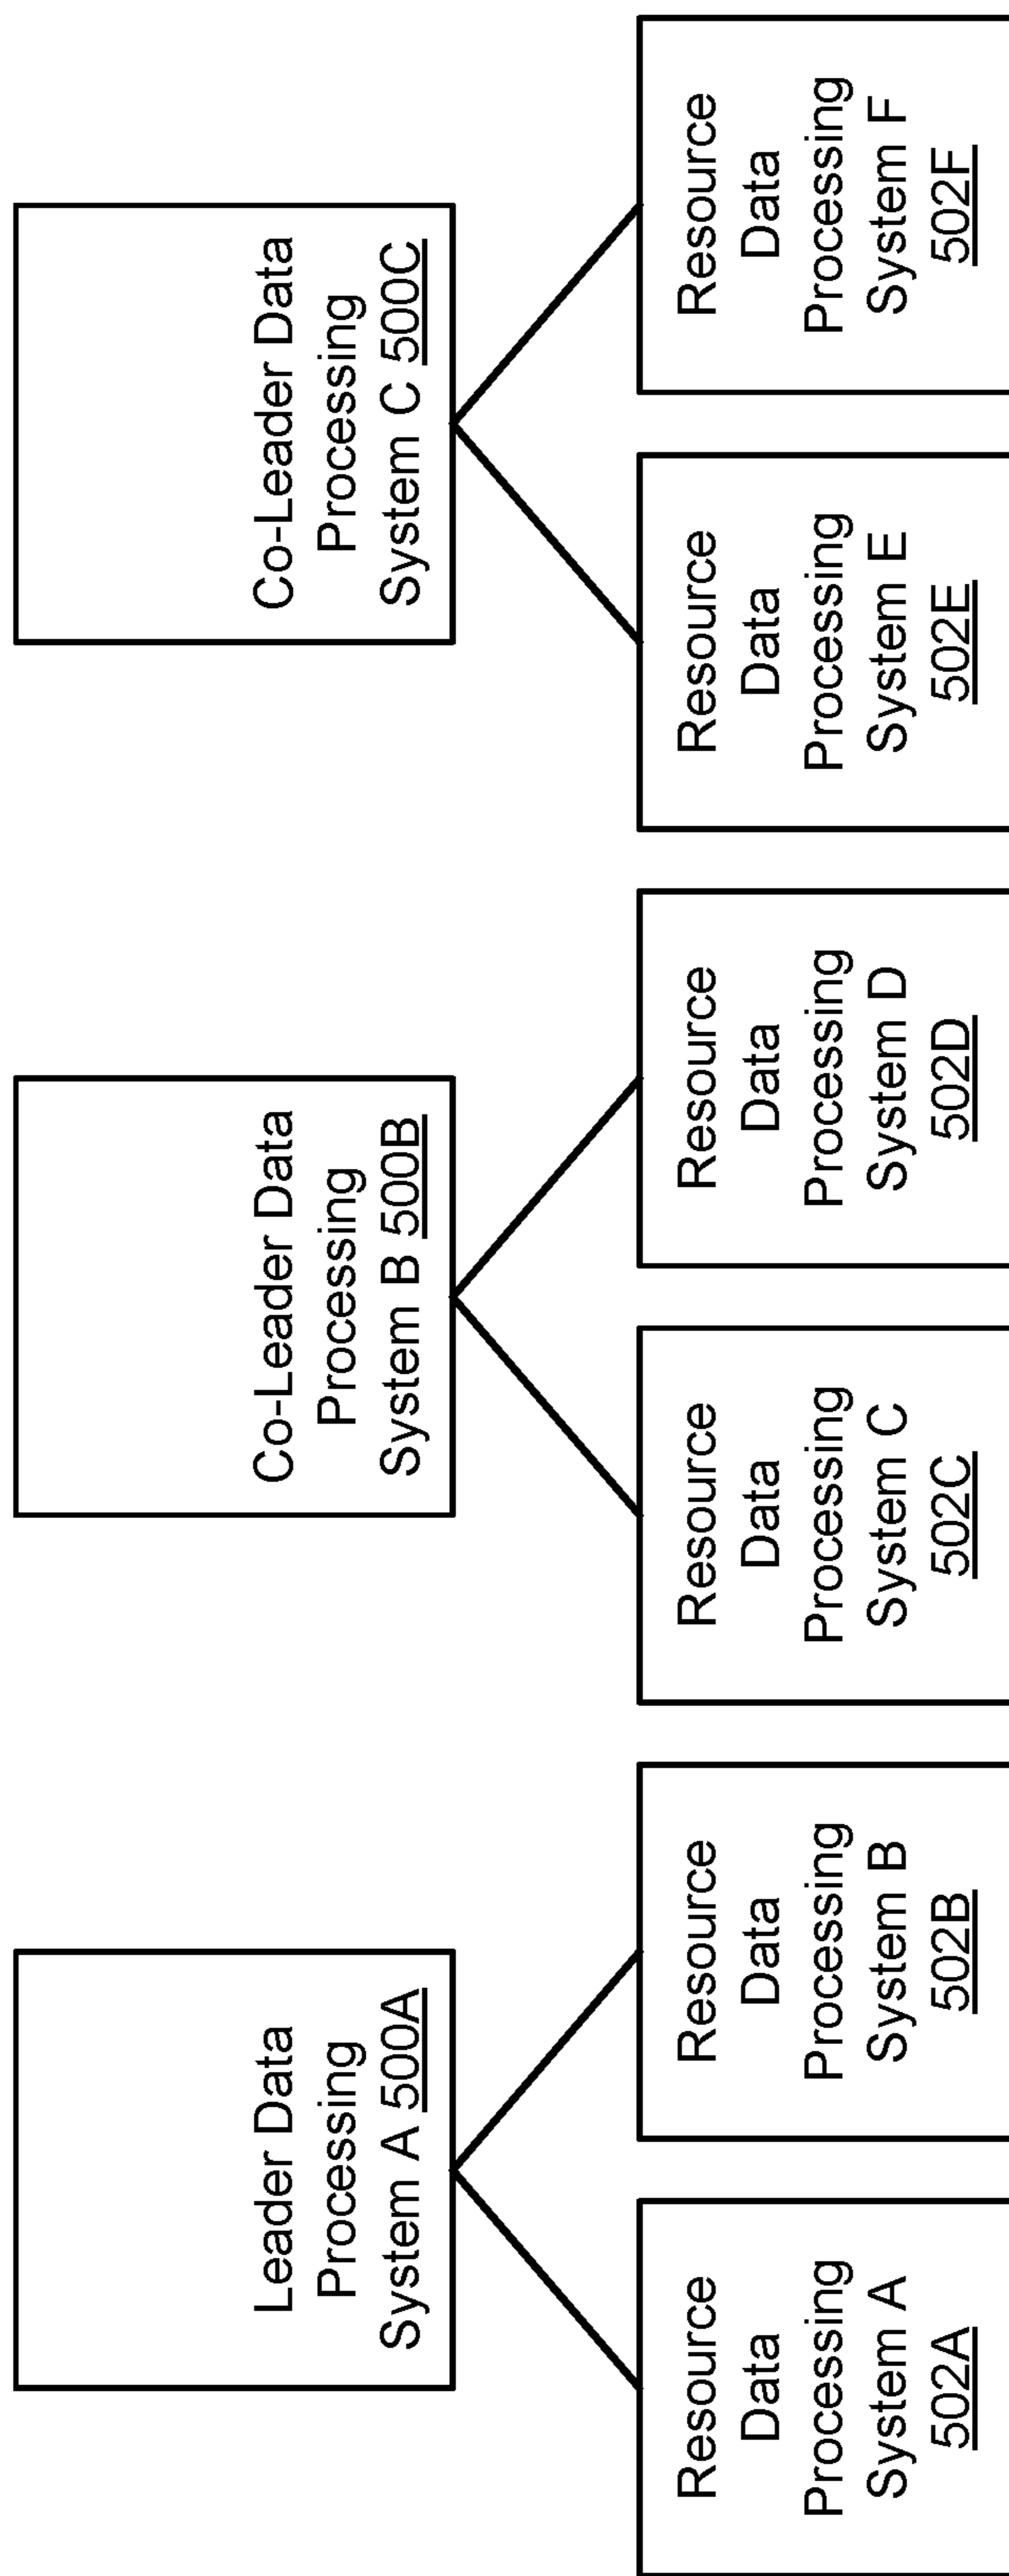 Leader Data
Processing
System A 500A
Co-Leader Data
Processing
System B 500B
Co-Leader Data
Processing
System C 500C
Resource
Data
Processing
System A
502A
Resource
Data
Processing
System B
502B
Resource
Data
Processing
System C
502C
Resource
Data
Processing
System D
502D
Resource
Data
Processing
System E
502E
Resource
Data
Processing
System F
502F